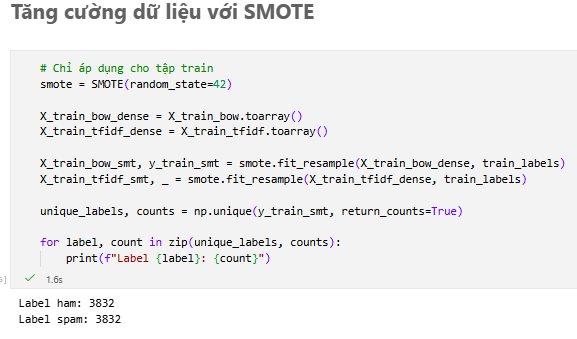 Tăng cường dữ liệu với SMOTE
# Chỉ áp dụng cho tập train
smote = SMOTE(random_state=42)
X_train_bow_dense = X_train_bow.toarray()
X_train_tfidf_dense = X_train_tfidf.toarray()
X_train_bow_smt, y_train_smt = smote.fit_resample(X_train_bow_dense, train_labels)
X_train_tfidf_smt, _ = smote.fit_resample(X_train_tfidf_dense, train_labels)
unique_labels, counts = np.unique(y_train_smt, return_counts=True)
for label, count in zip(unique_labels, counts):
    print(f"Label {label}: {count}")
1.6s
Label ham: 3832
Label spam: 3832